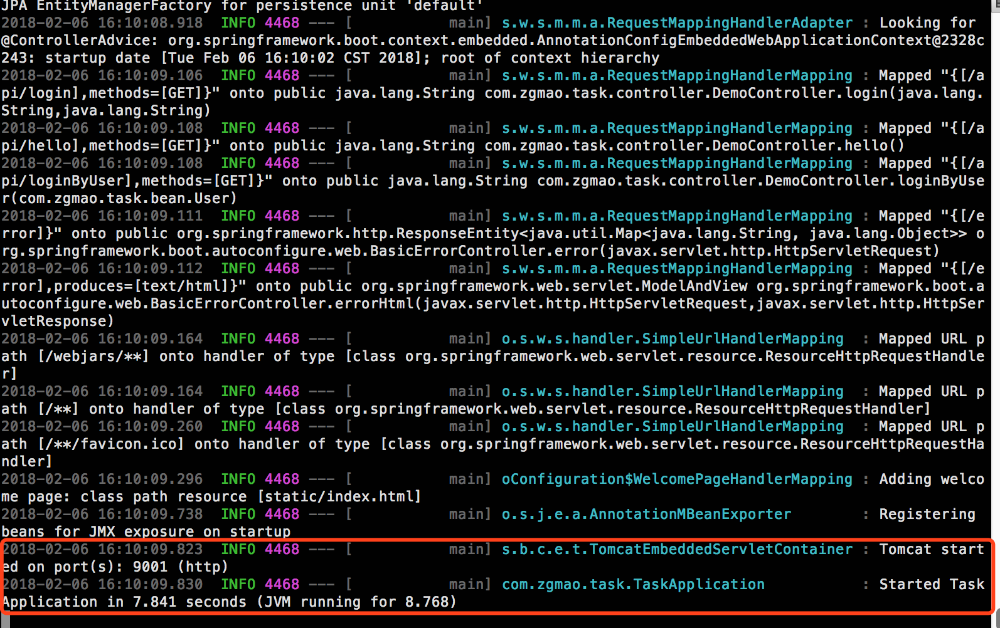 JPA EntityManagerFactory for persistence unit 'default'
2018-02-06 16:10:08.918  INFO 4468 --- [           main] s.w.s.m.m.a.RequestMappingHandlerAdapter : Looking for
@ControllerAdvice: org.springframework.boot.context.embedded.AnnotationConfigEmbeddedWebApplicationContext@2328c
243: startup date [Tue Feb 06 16:10:02 CST 2018]; root of context hierarchy
2018-02-06 16:10:09.106  INFO 4468 --- [           main] s.w.s.m.m.a.RequestMappingHandlerMapping : Mapped "{[/a
pi/login],methods=[GET]}" onto public java.lang.String com.zgmao.task.controller.DemoController.login(java.lang.
String,java.lang.String)
2018-02-06 16:10:09.108  INFO 4468 --- [           main] s.w.s.m.m.a.RequestMappingHandlerMapping : Mapped "{[/a
pi/hello],methods=[GET]}" onto public java.lang.String com.zgmao.task.controller.DemoController.hello()
2018-02-06 16:10:09.108  INFO 4468 --- [           main] s.w.s.m.m.a.RequestMappingHandlerMapping : Mapped "{[/a
pi/loginByUser],methods=[GET]}" onto public java.lang.String com.zgmao.task.controller.DemoController.loginByUse
r(com.zgmao.task.bean.User)
2018-02-06 16:10:09.111  INFO 4468 --- [           main] s.w.s.m.m.a.RequestMappingHandlerMapping : Mapped "{[/e
rror]}" onto public org.springframework.http.ResponseEntity<java.util.Map<java.lang.String, java.lang.Object>> o
rg.springframework.boot.autoconfigure.web.BasicErrorController.error(javax.servlet.http.HttpServletRequest)
2018-02-06 16:10:09.112  INFO 4468 --- [           main] s.w.s.m.m.a.RequestMappingHandlerMapping : Mapped "{[/e
rror],produces=[text/html]}" onto public org.springframework.web.servlet.ModelAndView org.springframework.boot.a
utoconfigure.web.BasicErrorController.errorHtml(javax.servlet.http.HttpServletRequest,javax.servlet.http.HttpSer
vletResponse)
2018-02-06 16:10:09.164  INFO 4468 --- [           main] o.s.w.s.handler.SimpleUrlHandlerMapping  : Mapped URL p
ath [/webjars/**] onto handler of type [class org.springframework.web.servlet.resource.ResourceHttpRequestHandle
r]
2018-02-06 16:10:09.164  INFO 4468 --- [           main] o.s.w.s.handler.SimpleUrlHandlerMapping  : Mapped URL p
ath [/**] onto handler of type [class org.springframework.web.servlet.resource.ResourceHttpRequestHandler]
2018-02-06 16:10:09.260  INFO 4468 --- [           main] o.s.w.s.handler.SimpleUrlHandlerMapping  : Mapped URL p
ath [/**/favicon.ico] onto handler of type [class org.springframework.web.servlet.resource.ResourceHttpRequestHa
ndler]
2018-02-06 16:10:09.296  INFO 4468 --- [           main] oConfiguration$WelcomePageHandlerMapping : Adding welco
me page: class path resource [static/index.html]
2018-02-06 16:10:09.738  INFO 4468 --- [           main] o.s.j.e.a.AnnotationMBeanExporter        : Registering
beans for JMX exposure on startup
2018-02-06 16:10:09.823  INFO 4468 --- [           main] s.b.c.e.t.TomcatEmbeddedServletContainer : Tomcat start
ed on port(s): 9001 (http)
2018-02-06 16:10:09.830  INFO 4468 --- [           main] com.zgmao.task.TaskApplication           : Started Task
Application in 7.841 seconds (JVM running for 8.768)